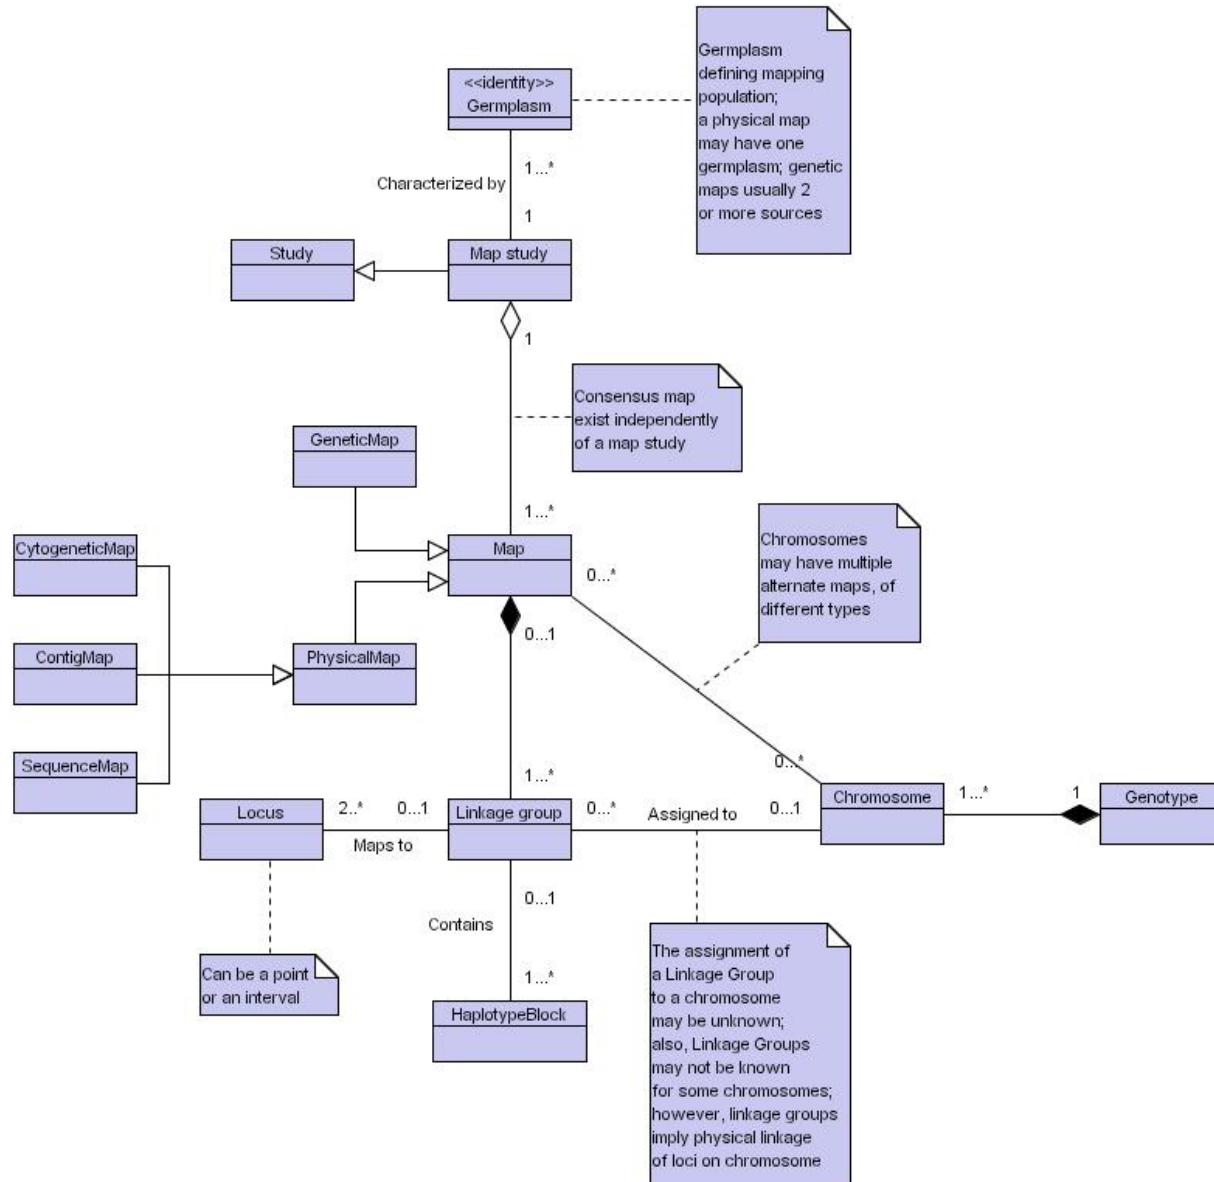 Germplasm
defining mapping
population;
a physical map
may have one
germplasm; genetic
maps usually 2
or more sources
<<identity>>
Germplasm
1...*
Characterized by
1
Study
Map study
1
Consensus map
exist independently
of a map study
GeneticMap
1...*
Chromosomes
may have multiple
alternate maps, of
different types
CytogeneticMap
Map
0...*
0...1
ContigMap
PhysicalMap
SequenceMap
1...*
0...*
Locus
2..*
0...1
Linkage group
0...*
Assigned to
0...1
Chromosome
1...*
1
Genotype
Maps to
0...1
Contains
1...*
Can be a point
or an interval
HaplotypeBlock
The assignment of
a Linkage Group
to a chromosome
may be unknown;
also, Linkage Groups
may not be known
for some chromosomes;
however, linkage groups
imply physical linkage
of loci on chromosome